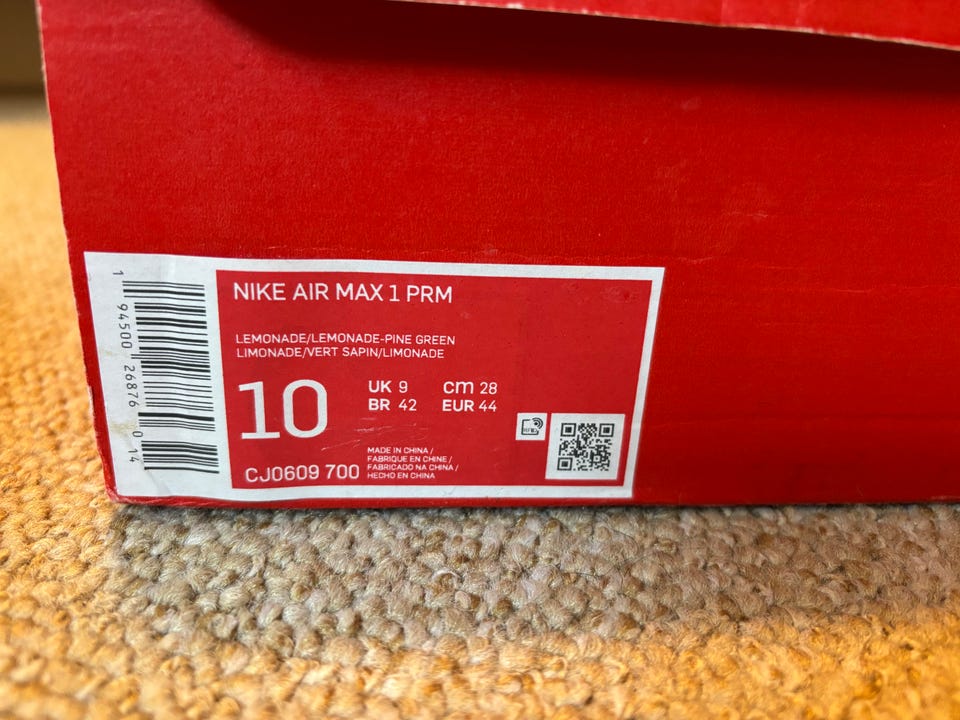 NIKE AIR MAX 1 PRM
LEMONADE/LEMONADE-PINE GREEN
LIMONADE/VERT SAPIN/LIMONADE
10
UK 9 cm 28
BR 42 EUR 44
CJ0609 700
MADE IN CHINA /
FABRIQUE EN CHINE /
FABRICADO NA CHINA /
HECHO EN CHINA
1 94500 26876 0 14